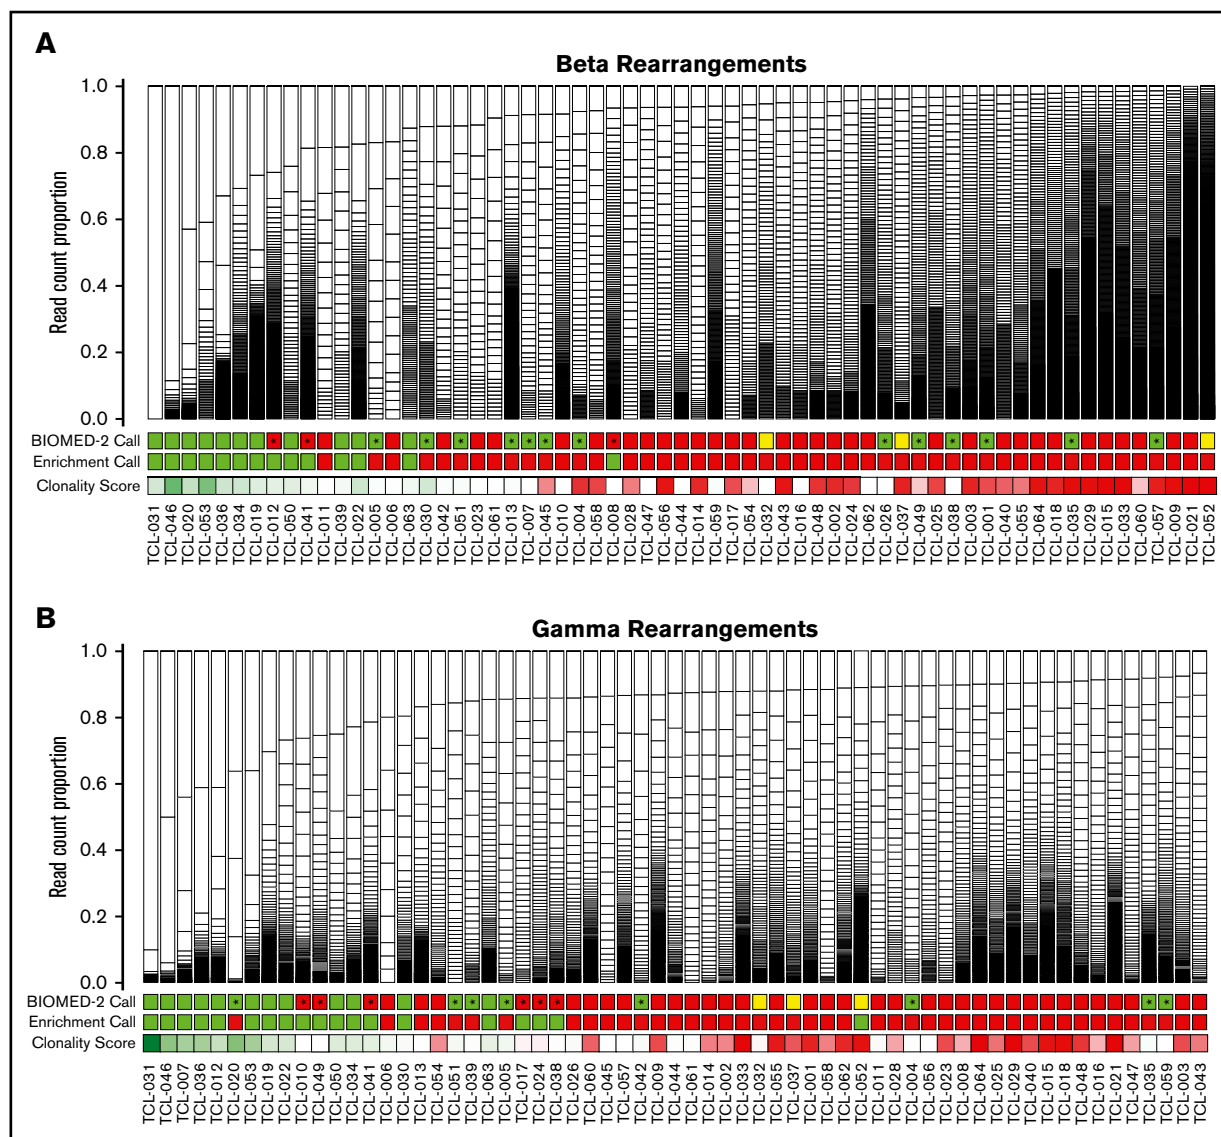 A
Beta Rearrangements
Read count proportion
1.0
0.8
0.6
0.4
0.2
0.0
BIOMED-2 Call
* * * * * * * * * * * * * * * * *
Enrichment Call
Clonality Score
TCL-031 TCL-046 TCL-020 TCL-053 TCL-036 TCL-034 TCL-019 TCL-012 TCL-050 TCL-041 TCL-011 TCL-039 TCL-022 TCL-005 TCL-006 TCL-063 TCL-030 TCL-042 TCL-051 TCL-023 TCL-061 TCL-013 TCL-007 TCL-045 TCL-010 TCL-004 TCL-058 TCL-008 TCL-028 TCL-047 TCL-056 TCL-044 TCL-014 TCL-059 TCL-017 TCL-054 TCL-032 TCL-043 TCL-016 TCL-048 TCL-002 TCL-024 TCL-062 TCL-026 TCL-037 TCL-049 TCL-025 TCL-038 TCL-003 TCL-001 TCL-040 TCL-055 TCL-064 TCL-018 TCL-035 TCL-029 TCL-015 TCL-033 TCL-060 TCL-057 TCL-009 TCL-021 TCL-052
B
Gamma Rearrangements
Read count proportion
1.0
0.8
0.6
0.4
0.2
0.0
BIOMED-2 Call
* * * * * * * * * * * * * *
Enrichment Call
Clonality Score
TCL-031 TCL-046 TCL-007 TCL-036 TCL-012 TCL-020 TCL-053 TCL-019 TCL-022 TCL-010 TCL-049 TCL-050 TCL-034 TCL-041 TCL-006 TCL-030 TCL-013 TCL-054 TCL-051 TCL-039 TCL-063 TCL-005 TCL-017 TCL-024 TCL-038 TCL-026 TCL-060 TCL-045 TCL-057 TCL-042 TCL-009 TCL-044 TCL-061 TCL-014 TCL-002 TCL-033 TCL-032 TCL-055 TCL-037 TCL-001 TCL-058 TCL-062 TCL-052 TCL-011 TCL-028 TCL-004 TCL-056 TCL-023 TCL-008 TCL-064 TCL-025 TCL-029 TCL-040 TCL-015 TCL-018 TCL-048 TCL-016 TCL-021 TCL-047 TCL-035 TCL-059 TCL-003 TCL-043